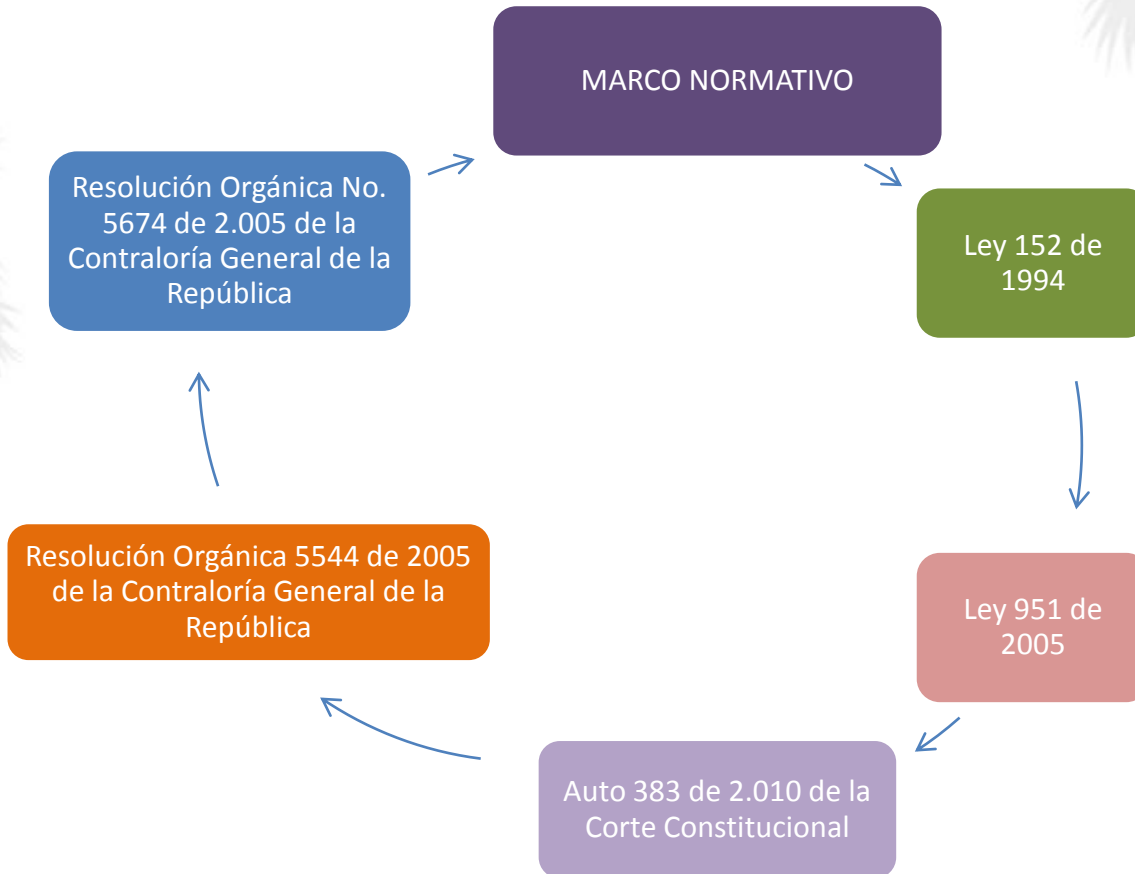 MARCO NORMATIVO
Ley 152 de
1994
Ley 951 de
2005
Auto 383 de 2.010 de la
Corte Constitucional
Resolución Orgánica 5544 de 2005
de la Contraloría General de la
República
Resolución Orgánica No.
5674 de 2.005 de la
Contraloría General de la
República